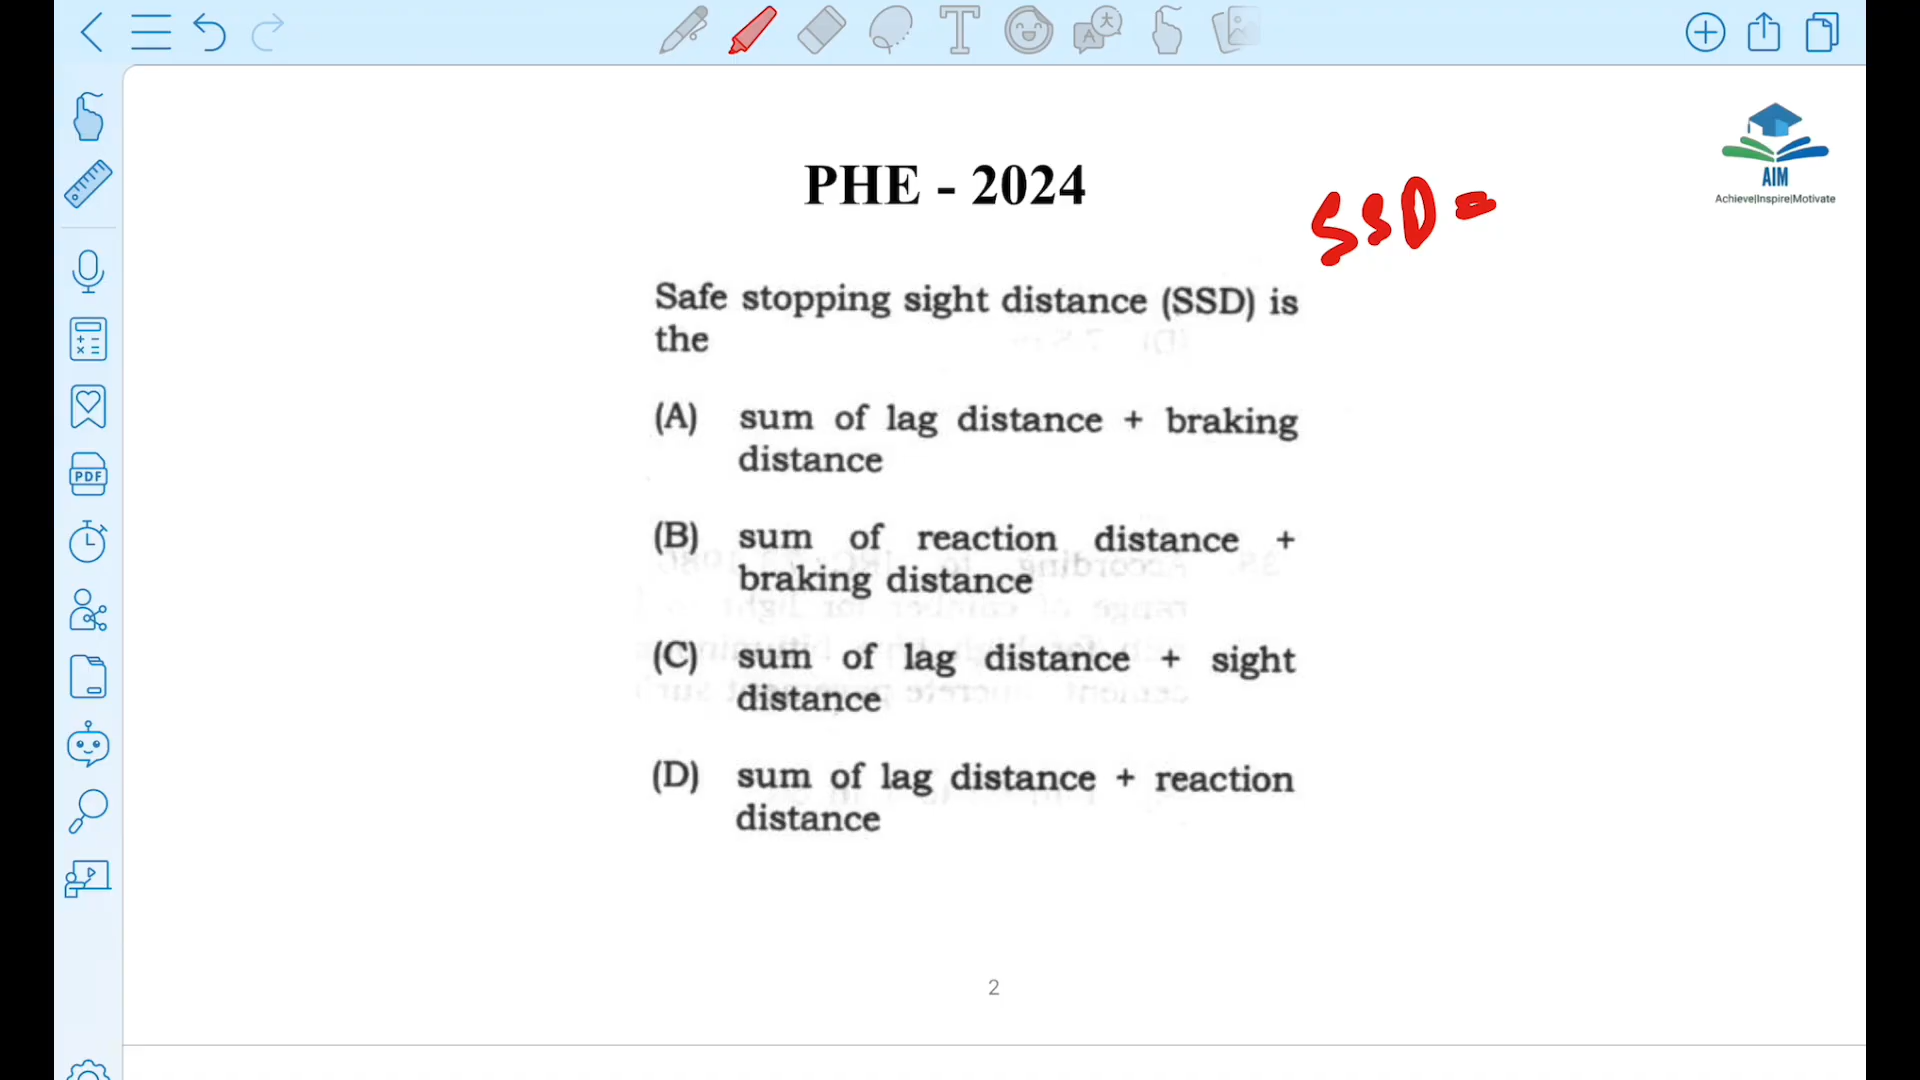 PHE - 2024
SSD =
AIM
Achieve|Inspire|Motivate
Safe stopping sight distance (SSD) is
the
(A) sum of lag distance + braking
distance
(B) sum of reaction distance +
braking distance
(C) sum of lag distance + sight
distance
(D) sum of lag distance + reaction
distance
2
PDF